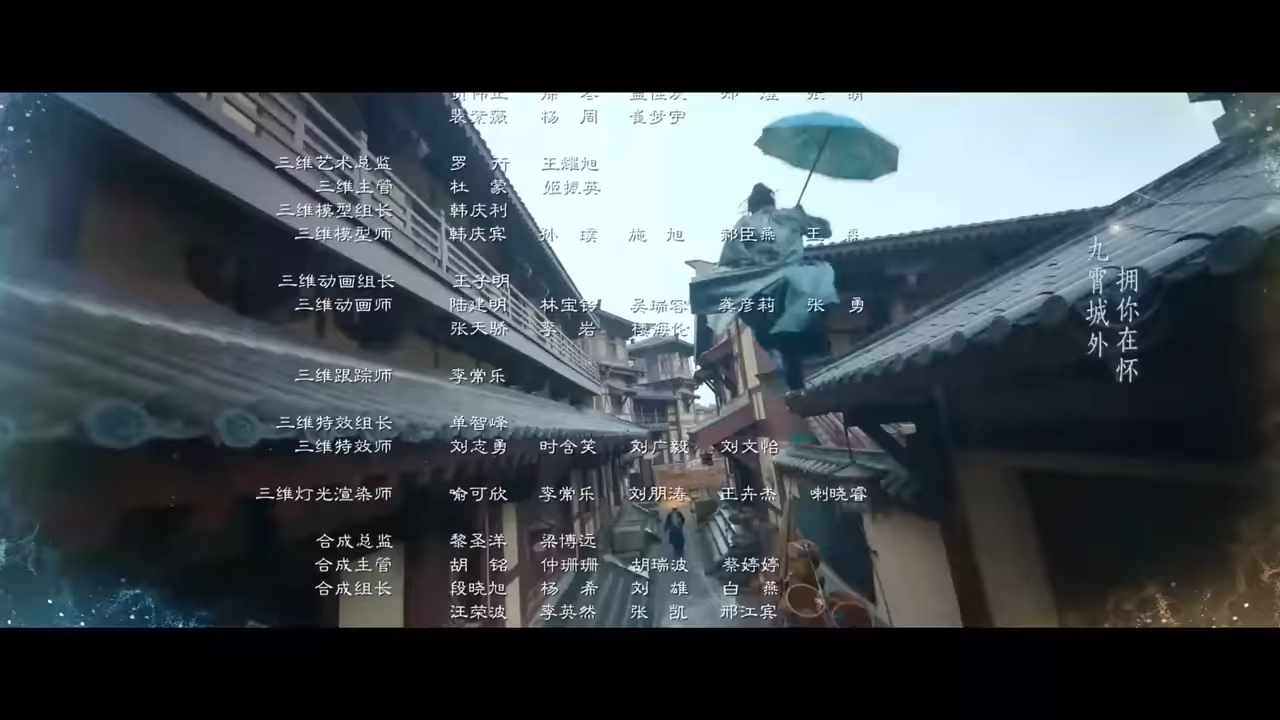 裴紫薇 杨 周 崔梦宇
三维艺术总监 罗 亓 王耀旭
三维主管 杜 蒙 姬振英
三维模型组长 韩庆利
三维模型师 韩庆宾 孙 璞 施 旭 郝臣燕 王 森
三维动画组长 王子明
三维动画师 陆建明 林宝铃 吴瑞容 龚彦莉 张 勇
张天骄 李 岩 楼海伦
三维跟踪师 李常乐
三维特效组长 单智峰
三维特效师 刘志勇 时含笑 刘广毅 刘文怡
三维灯光渲染师 喻可欣 李常乐 刘朋涛 王卉杰 喇晓睿
合成总监 黎圣洋 梁博远
合成主管 胡 铭 仲珊珊 胡瑞波 蔡婷婷
合成组长 段晓旭 杨 希 刘 雄 白 燕
汪荣波 李英然 张 凯 邢江宾
九霄城外
拥你在怀